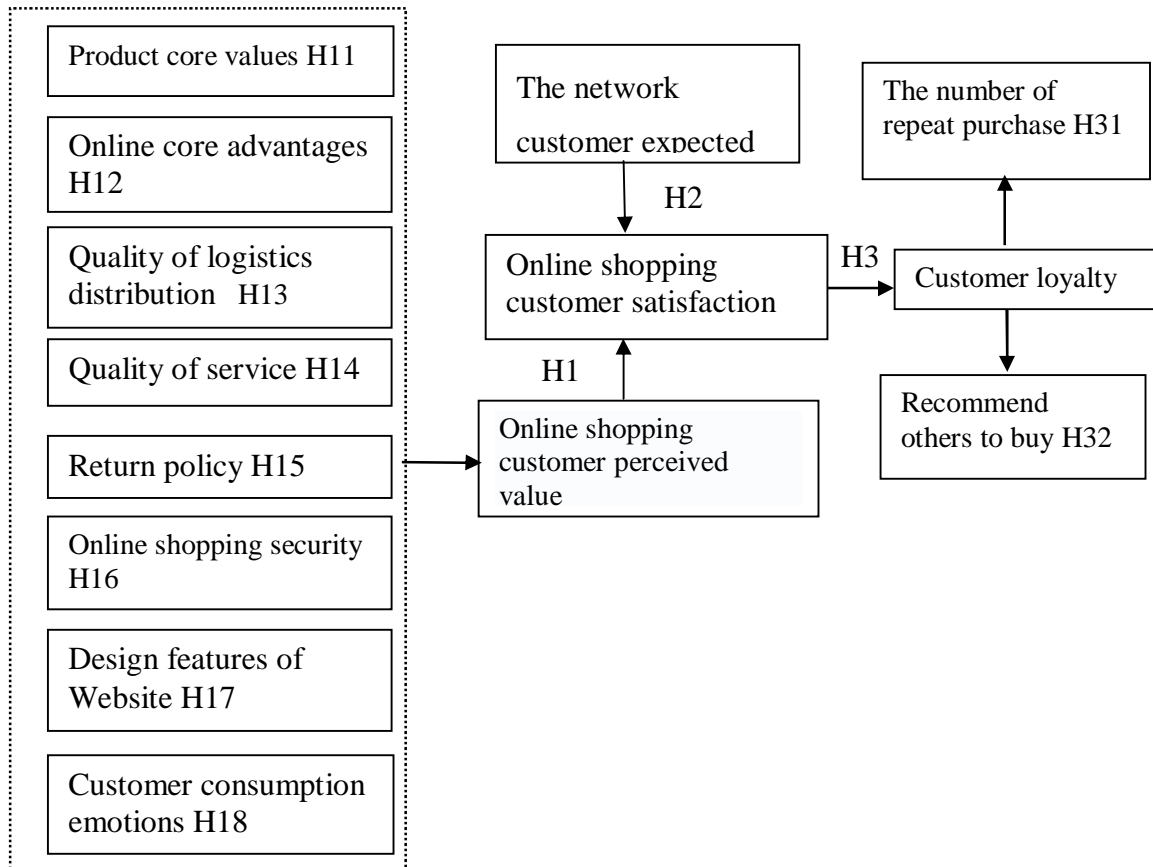 Product core values H11
Online core advantages
H12
Quality of logistics
distribution H13
Quality of service H14
Return policy H15
Online shopping security
H16
Design features of
Website H17
Customer consumption
emotions H18
The network
customer expected
H2
Online shopping
customer satisfaction
H1
Online shopping
customer perceived
value
H3
The number of
repeat purchase H31
Customer loyalty
Recommend
others to buy H32